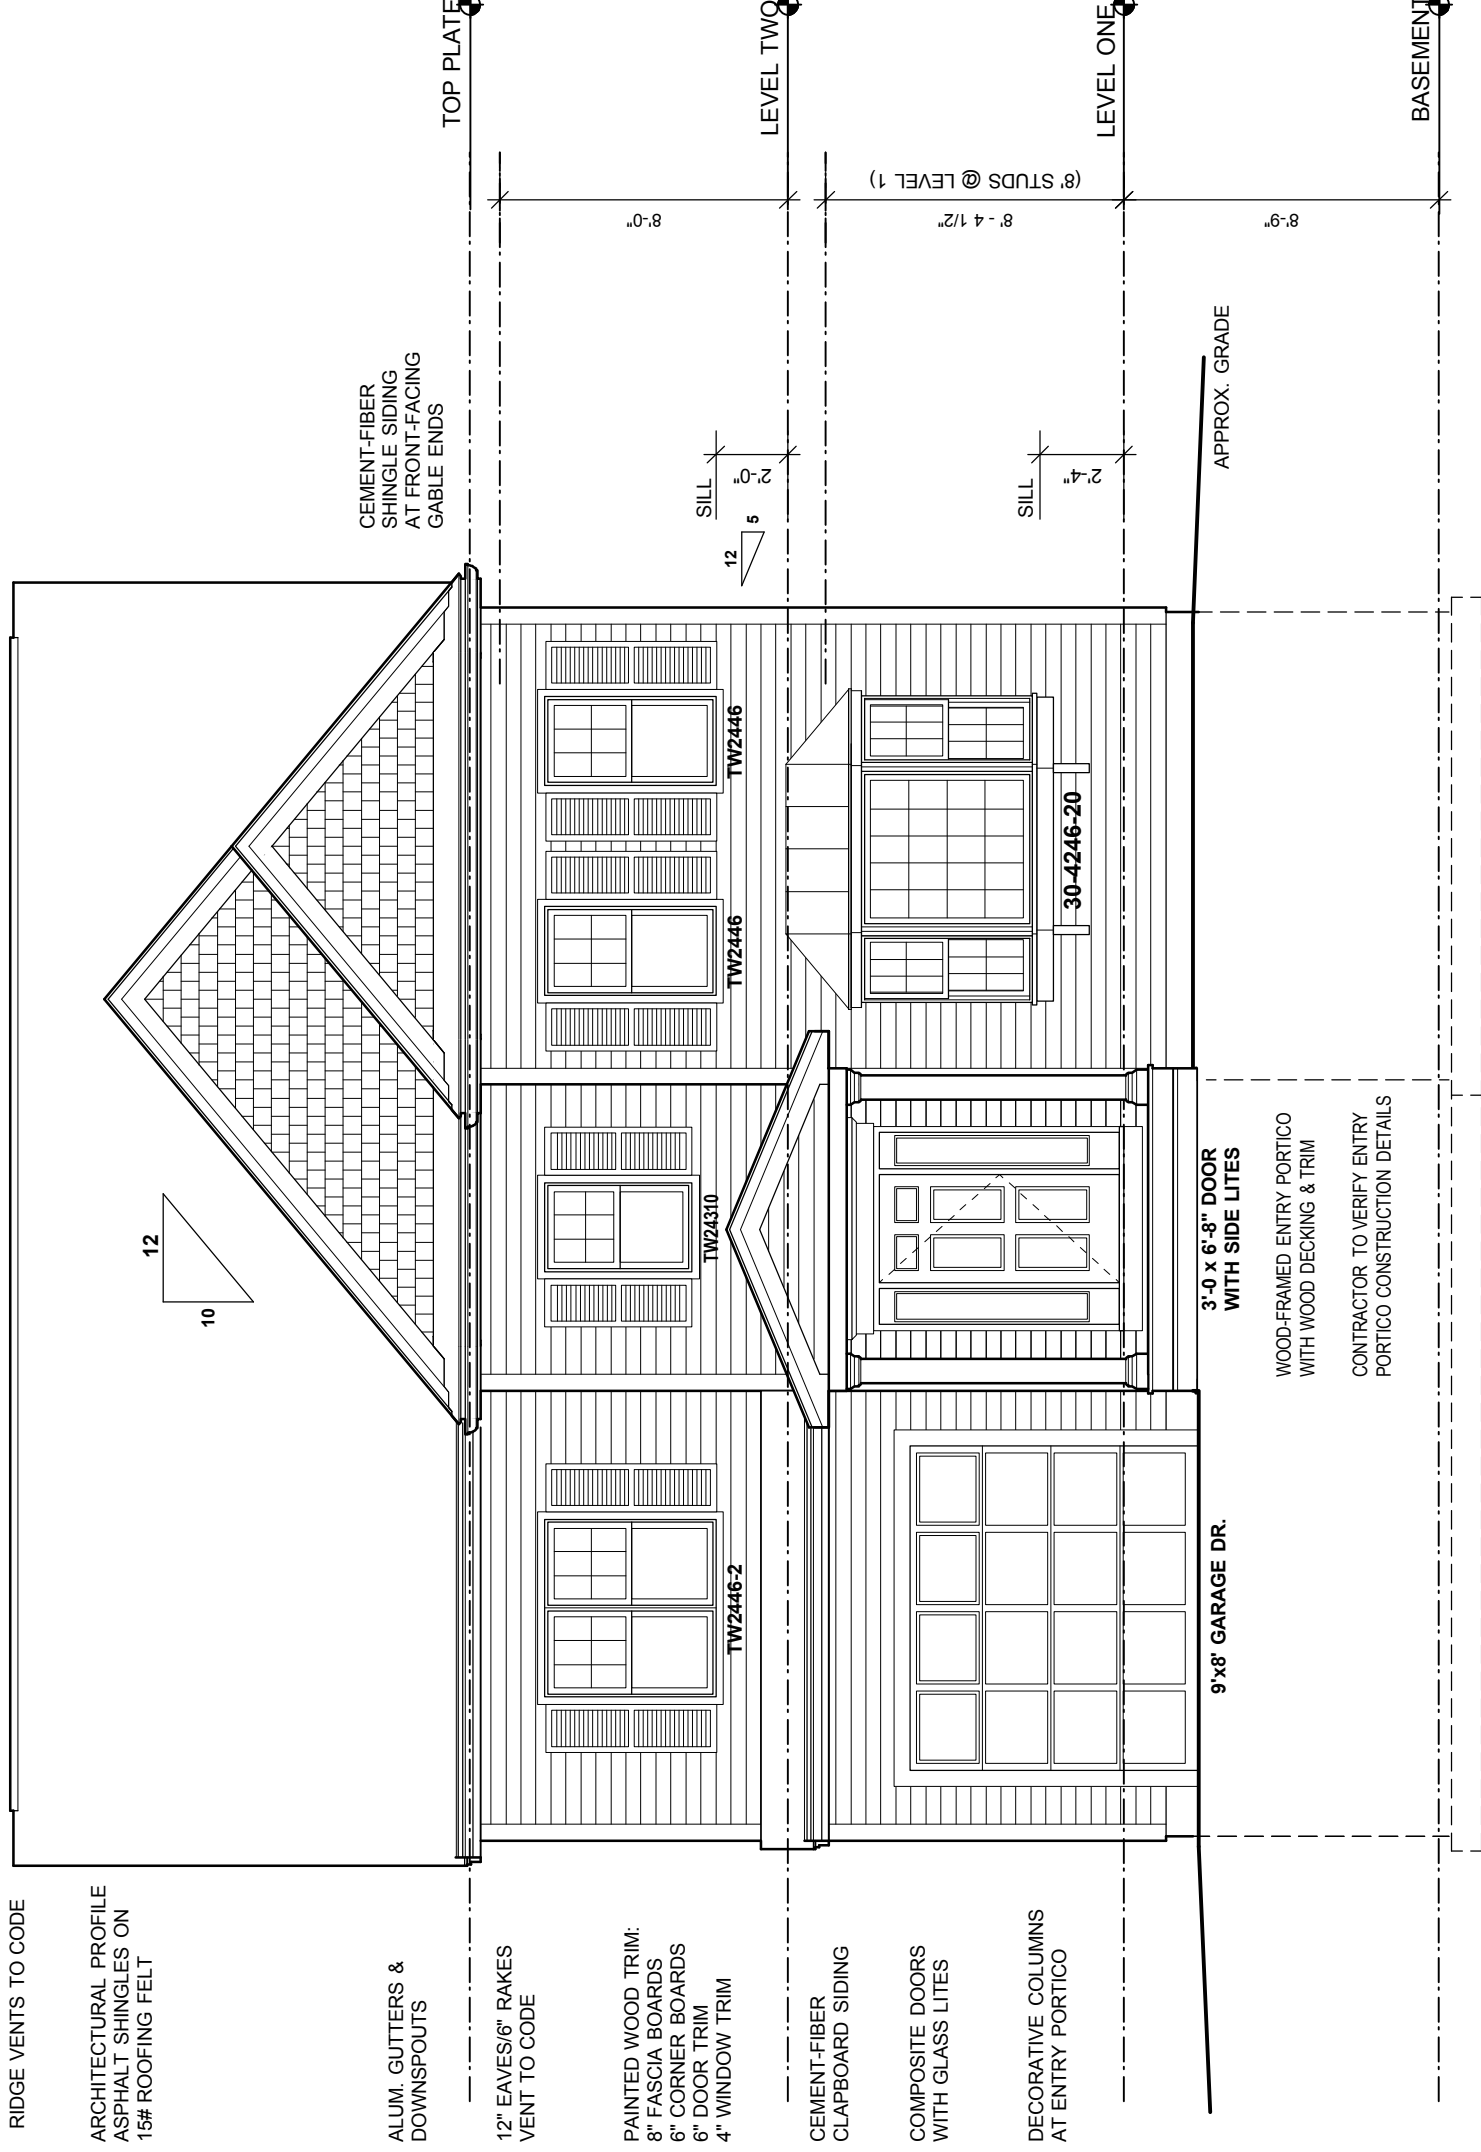 RIDGE VENTS TO CODE
ARCHITECTURAL PROFILE
ASPHALT SHINGLES ON
15# ROOFING FELT
ALUM. GUTTERS &
DOWNSPOUTS
12" EAVES/6" RAKES
VENT TO CODE
PAINTED WOOD TRIM:
8" FASCIA BOARDS
6" CORNER BOARDS
6" DOOR TRIM
4" WINDOW TRIM
CEMENT-FIBER
CLAPBOARD SIDING
COMPOSITE DOORS
WITH GLASS LITES
DECORATIVE COLUMNS
AT ENTRY PORTICO
12
10
TW2446-2
TW24310
TW2446
TW2446
30-4246-20
9'x8' GARAGE DR.
3'-0 x 6'-8" DOOR
WITH SIDE LITES
WOOD-FRAMED ENTRY PORTICO
WITH WOOD DECKING & TRIM
CONTRACTOR TO VERIFY ENTRY
PORTICO CONSTRUCTION DETAILS
CEMENT-FIBER
SHINGLE SIDING
AT FRONT-FACING
GABLE ENDS
SILL
2'-0"
12
5
SILL
2'-4"
APPROX. GRADE
8'-0"
8' - 4 1/2"
(8' STUDS @ LEVEL 1)
8'-9"
TOP PLATE
LEVEL TWO
LEVEL ONE
BASEMENT